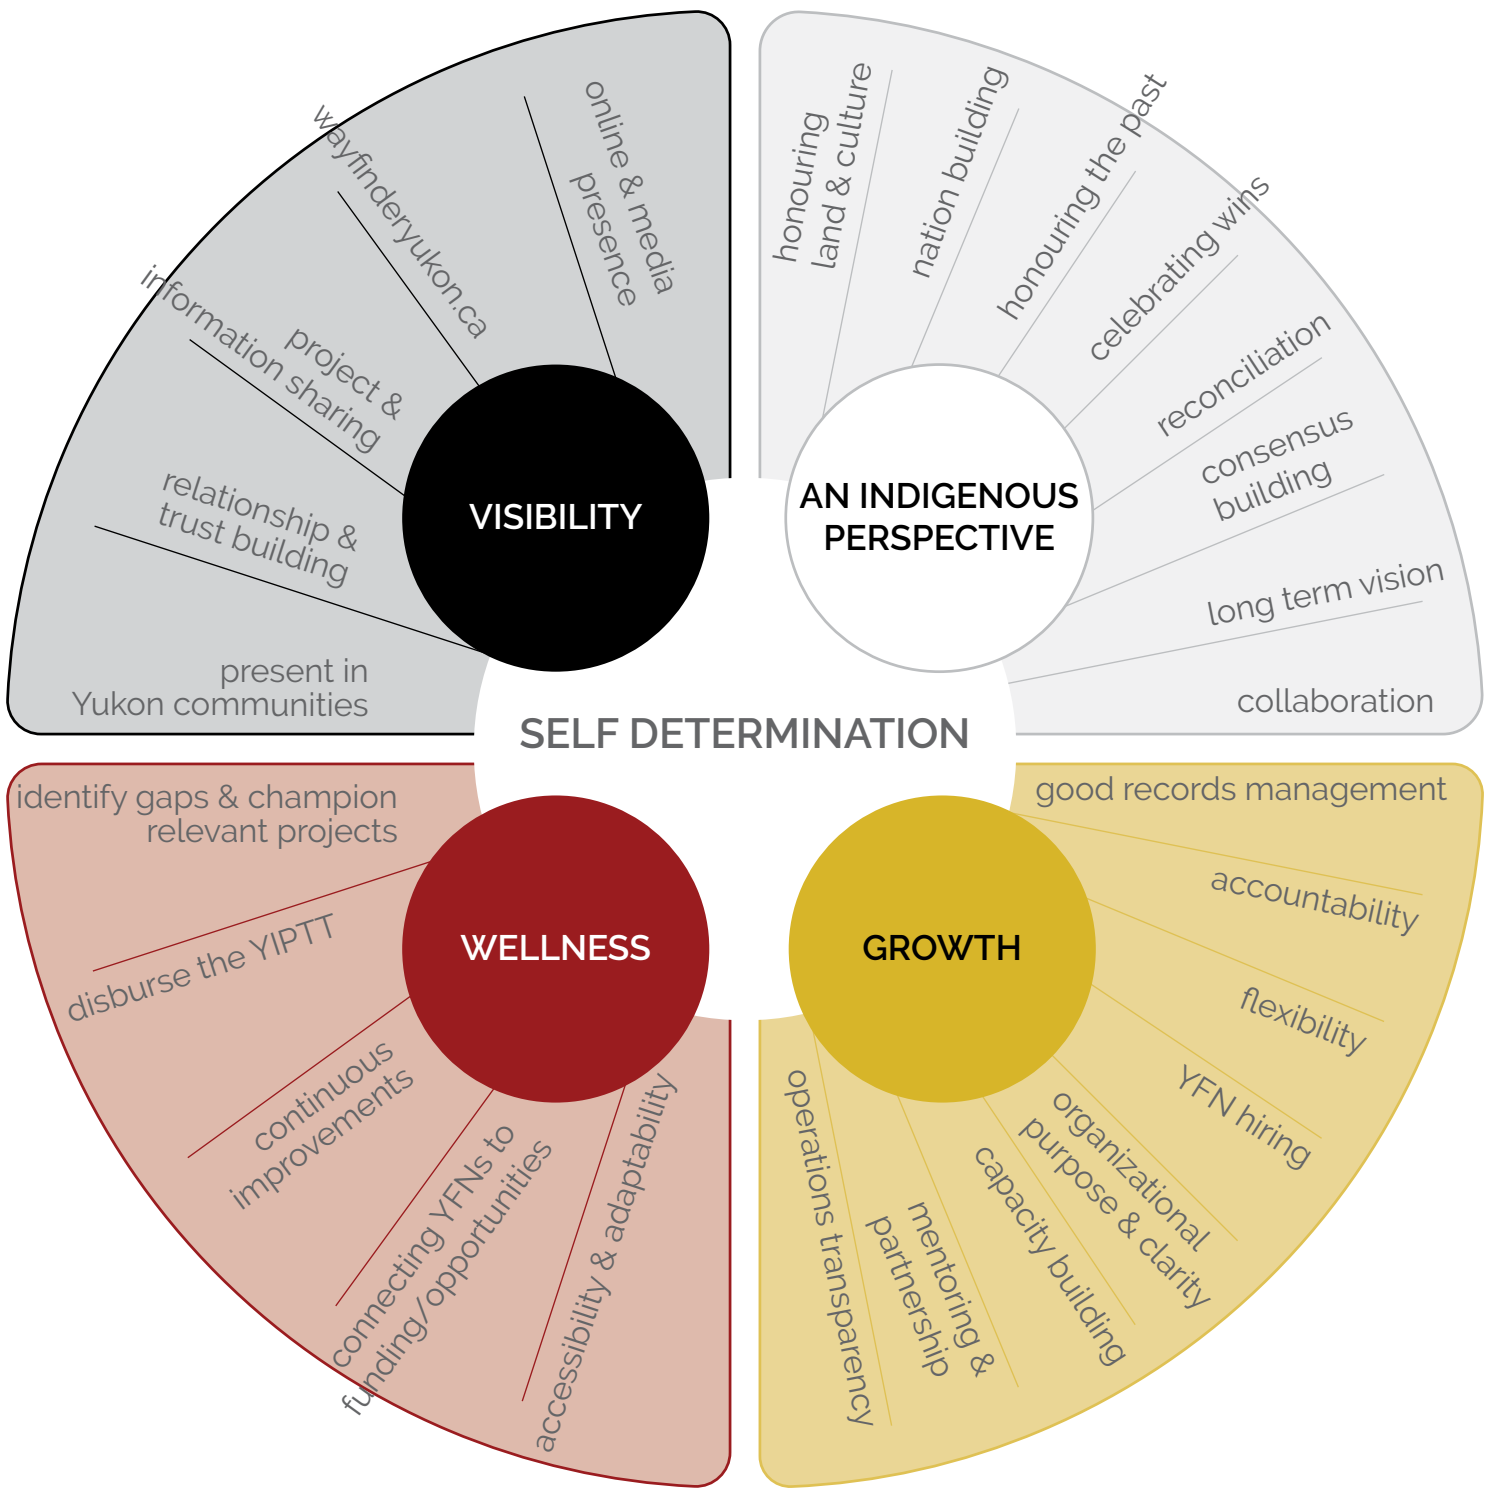 VISIBILITY
online & media
presence
wayfinderyukon.ca
project &
information sharing
relationship &
trust building
present in
Yukon communities
AN INDIGENOUS
PERSPECTIVE
honouring
land & culture
nation building
honouring the past
celebrating wins
reconciliation
consensus
building
long term vision
collaboration
SELF DETERMINATION
WELLNESS
identify gaps & champion
relevant projects
disburse the YIPTT
continuous
improvements
connecting YFNs to
funding/opportunities
accessibility & adaptability
GROWTH
good records management
accountability
flexibility
YFN hiring
organizational
purpose & clarity
capacity building
mentoring &
partnership
operations transparency